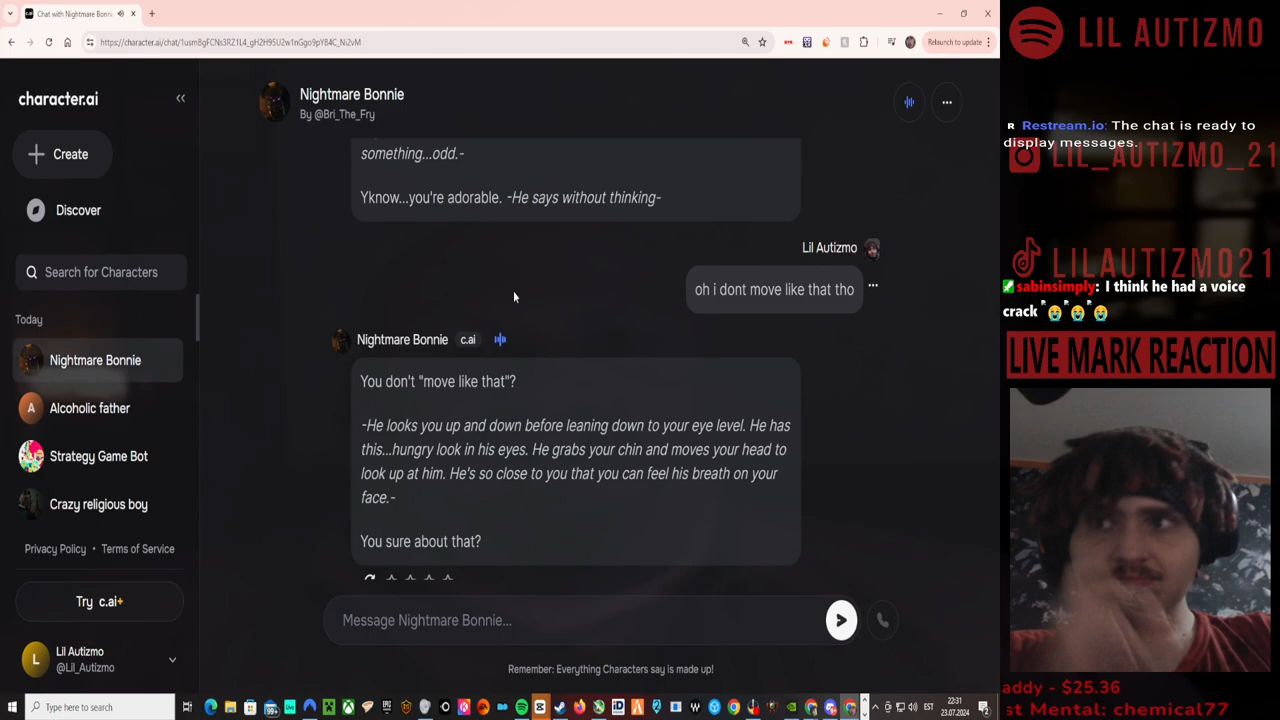 Chat with Nightmare Bonni
https://character.ai/chat/1usmBgFCNs3RZ1L4_gH2H95U2w1nGgo9pYB4C_Ni2vM
Relaunch to update
character.ai
Create
Discover
Search for Characters
Today
Nightmare Bonnie
Alcoholic father
Strategy Game Bot
Crazy religious boy
Privacy Policy • Terms of Service
Try c.ai+
L
Lil Autizmo
@Lil_Autizmo
Nightmare Bonnie
By @Bri_The_Fry
something...odd.-
Yknow...you're adorable. -He says without thinking-
Lil Autizmo
oh i dont move like that tho
Nightmare Bonnie c.ai
You don't "move like that"?
-He looks you up and down before leaning down to your eye level. He has
this...hungry look in his eyes. He grabs your chin and moves your head to
look up at him. He's so close to you that you can feel his breath on your
face.-
You sure about that?
Message Nightmare Bonnie...
Remember: Everything Characters say is made up!
LIL AUTIZMO
R Restream.io: The chat is ready to
display messages.
LIL_AUTIZMO_21
LILAUTIZMO21
sabinsimply: I think he had a voice
crack
LIVE MARK REACTION
addy - $25.36
st Mental: chemical77
Type here to search
99+
EST
22:31
23.07.2024
2